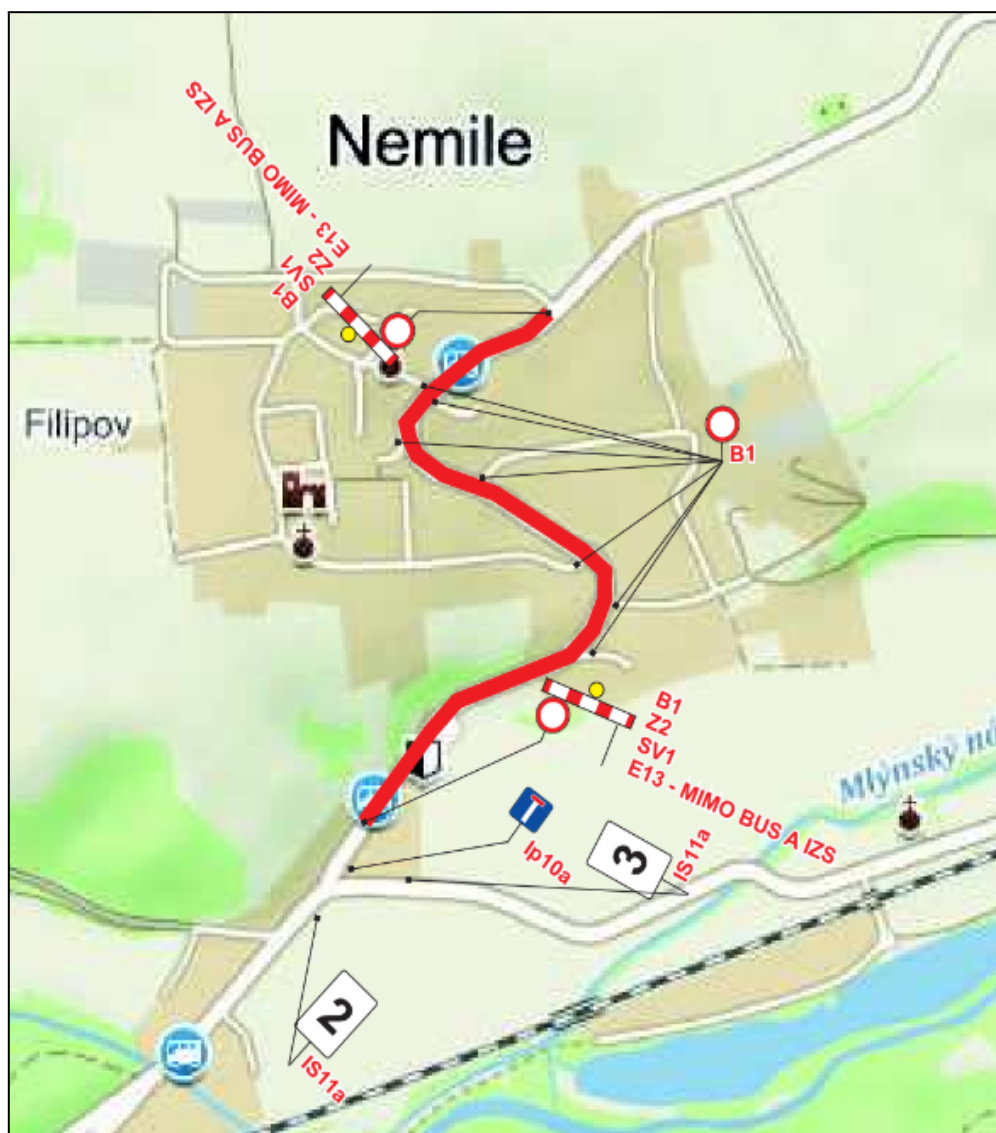 Nemile
E13 - MIMO BUS A IZS
Z2
SV1
B1
Filipov
B1
B1
Z2
SV1
E13 - MIMO BUS A IZS
Mlýnský
Ip10a
3
IS11a
2
IS11a